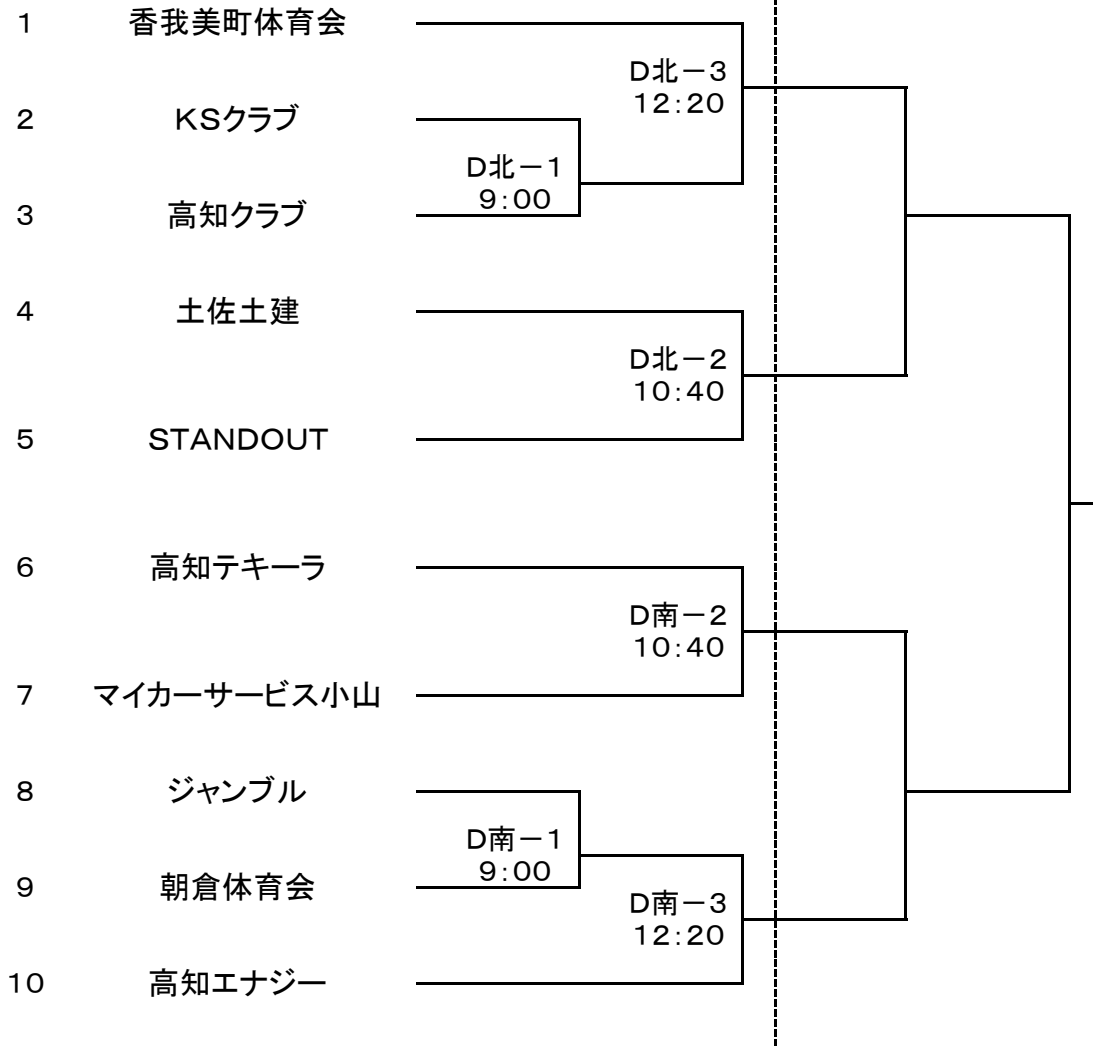 1 香我美町体育会
D北－3
12:20
2 KSクラブ
D北－1
9:00
3 高知クラブ
4 土佐土建
D北－2
10:40
5 STANDOUT
6 高知テキーラ
D南－2
10:40
7 マイカーサービス小山
8 ジャンブル
D南－1
9:00
9 朝倉体育会
D南－3
12:20
10 高知エナジー